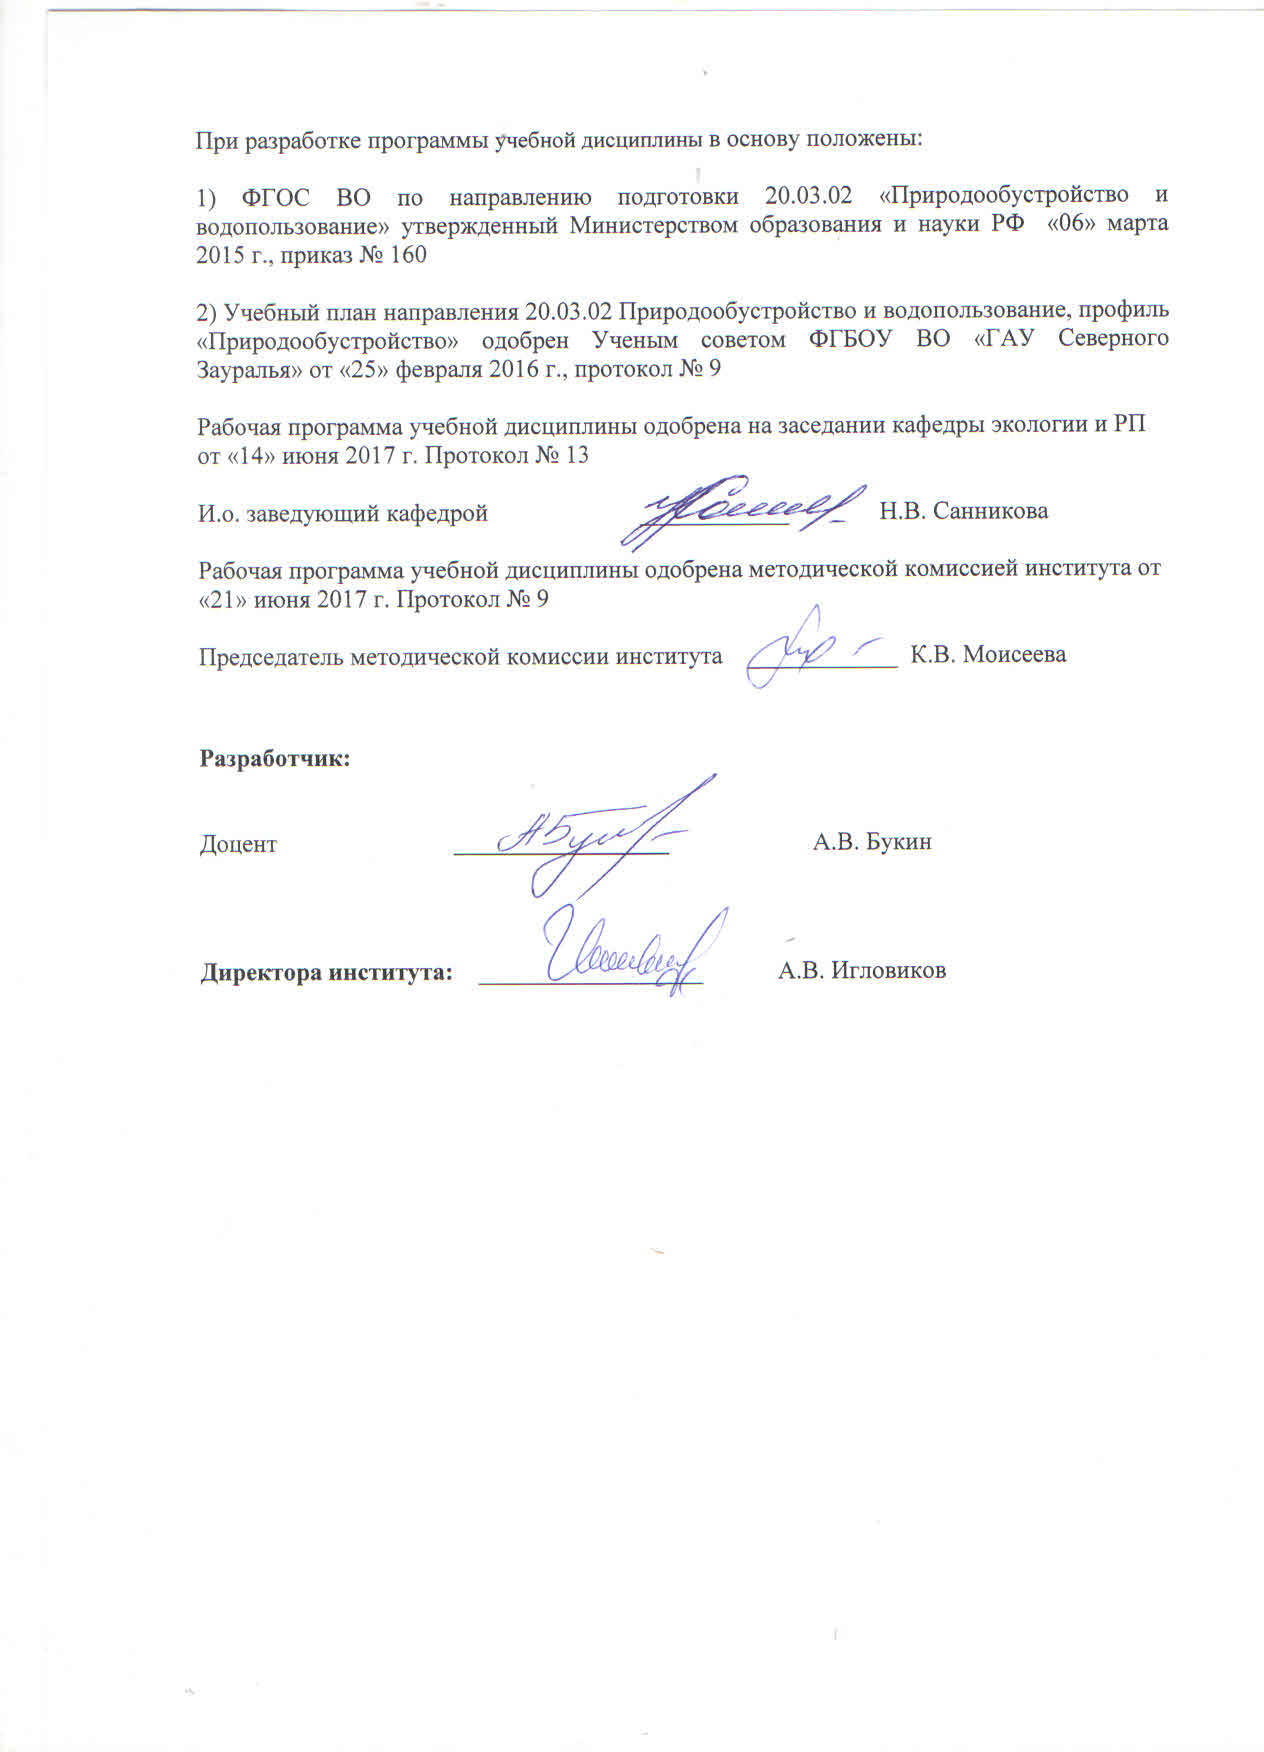 При разработке программы учебной дисциплины в основу положены:
1) ФГОС ВО по направлению подготовки 20.03.02 «Природообустройство и
водопользование» утвержденный Министерством образования и науки РФ «06» марта
2015 г., приказ № 160
2) Учебный план направления 20.03.02 Природообустройство и водопользование, профиль
«Природообустройство» одобрен Ученым советом ФГБОУ ВО «ГАУ Северного
Зауралья» от «25» февраля 2016 г., протокол № 9
Рабочая программа учебной дисциплины одобрена на заседании кафедры экологии и РП
от «14» июня 2017 г. Протокол № 13
И.о. заведующий кафедрой Н.В. Санникова
Рабочая программа учебной дисциплины одобрена методической комиссией института от
«21» июня 2017 г. Протокол № 9
Председатель методической комиссии института К.В. Моисеева
Разработчик:
Доцент А.В. Букин
Директора института: А.В. Игловиков